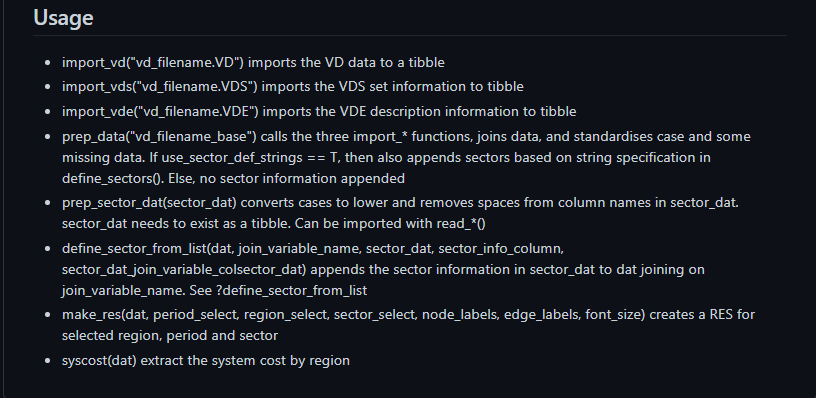 Usage
import_vd("vd_filename.VD") imports the VD data to a tibble
import_vds("vd_filename.VDS") imports the VDS set information to tibble
import_vde("vd_filename.VDE") imports the VDE description information to tibble
prep_data("vd_filename_base") calls the three import_* functions, joins data, and standardises case and some
missing data. If use_sector_def_strings == T, then also appends sectors based on string specification in
define_sectors(). Else, no sector information appended
prep_sector_dat(sector_dat) converts cases to lower and removes spaces from column names in sector_dat.
sector_dat needs to exist as a tibble. Can be imported with read_*()
define_sector_from_list(dat, join_variable_name, sector_dat, sector_info_column,
sector_dat_join_variable_colsector_dat) appends the sector information in sector_dat to dat joining on
join_variable_name. See ?define_sector_from_list
make_res(dat, period_select, region_select, sector_select, node_labels, edge_labels, font_size) creates a RES for
selected region, period and sector
syscost(dat) extract the system cost by region